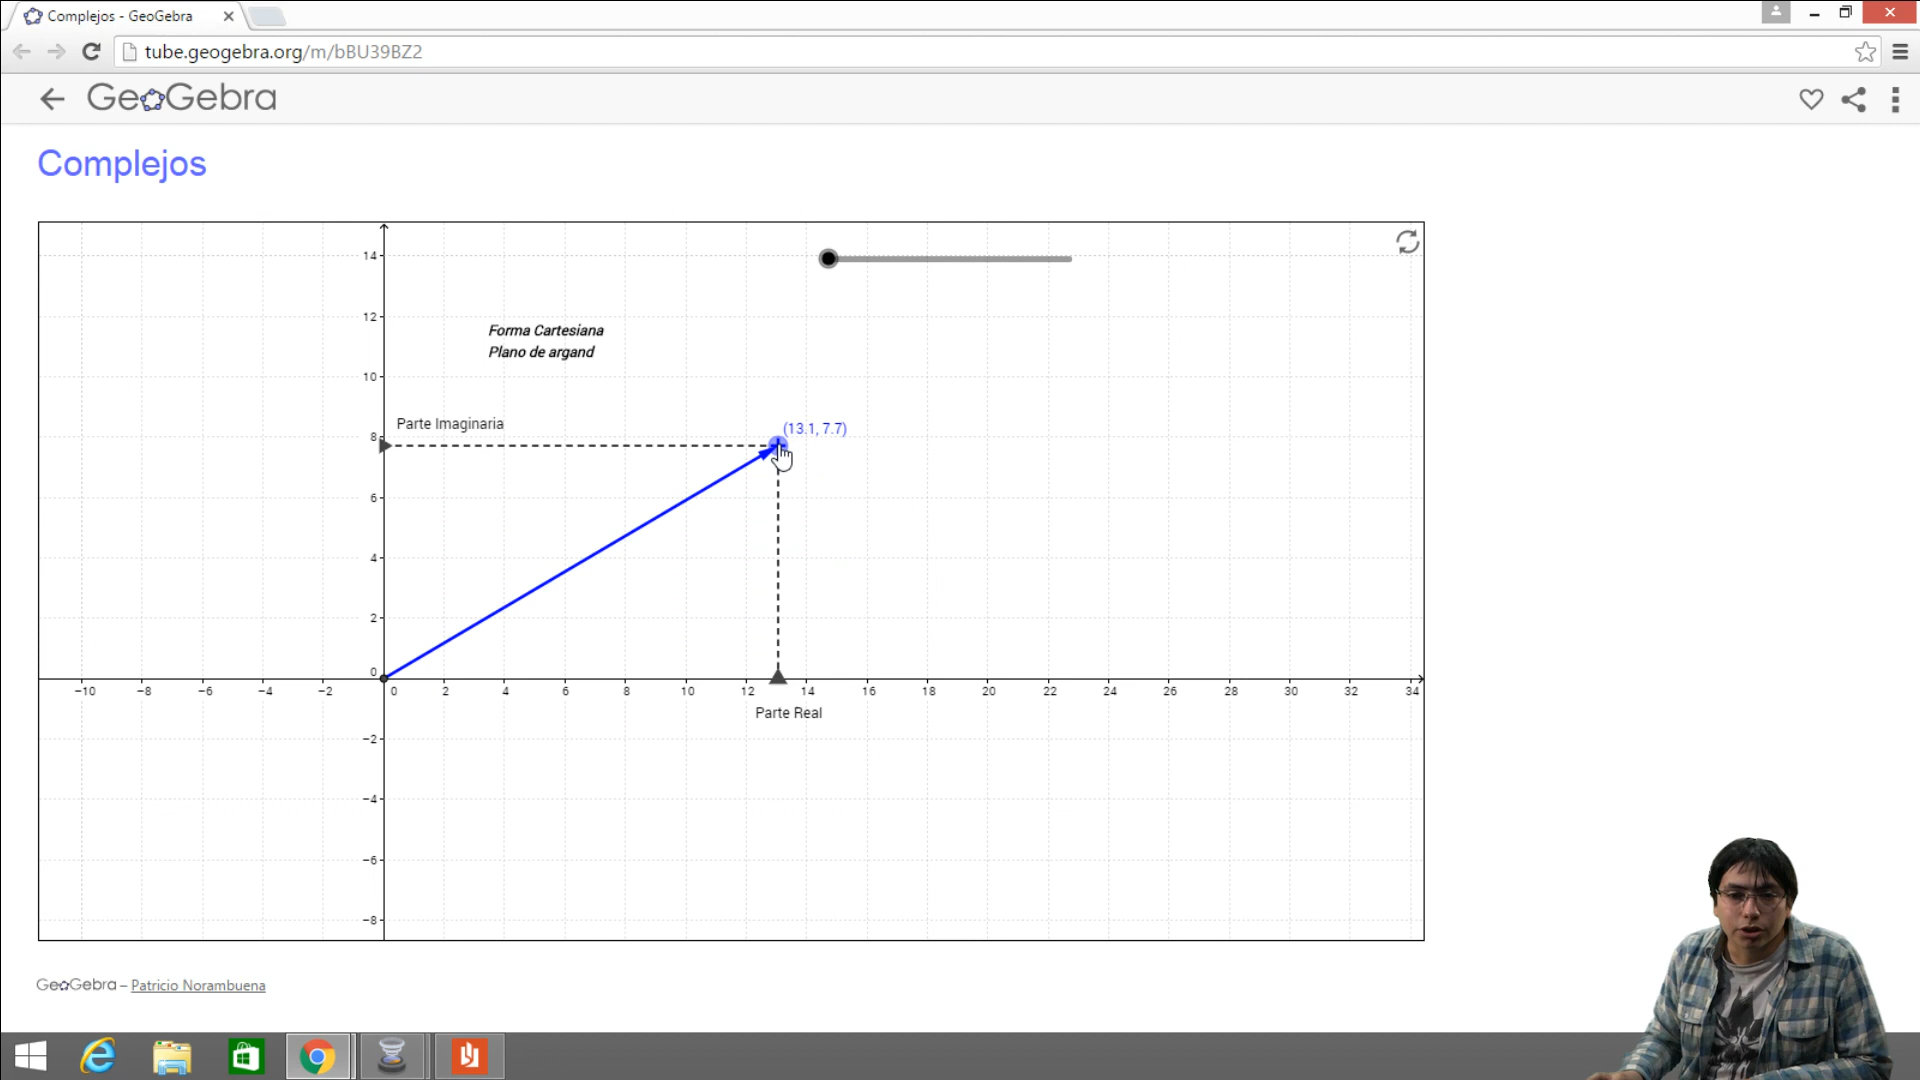 Complejos - GeoGebra
tube.geogebra.org/m/bBU39BZ2
GeoGebra
Complejos
14
12
Forma Cartesiana
Plano de argand
10
Parte Imaginaria
(13.1, 7.7)
8
6
4
2
0
−10 −8 −6 −4 −2 0 2 4 6 8 10 12 14 16 18 20 22 24 26 28 30 32 34
Parte Real
−2
−4
−6
−8
GeoGebra – Patricio Norambuena